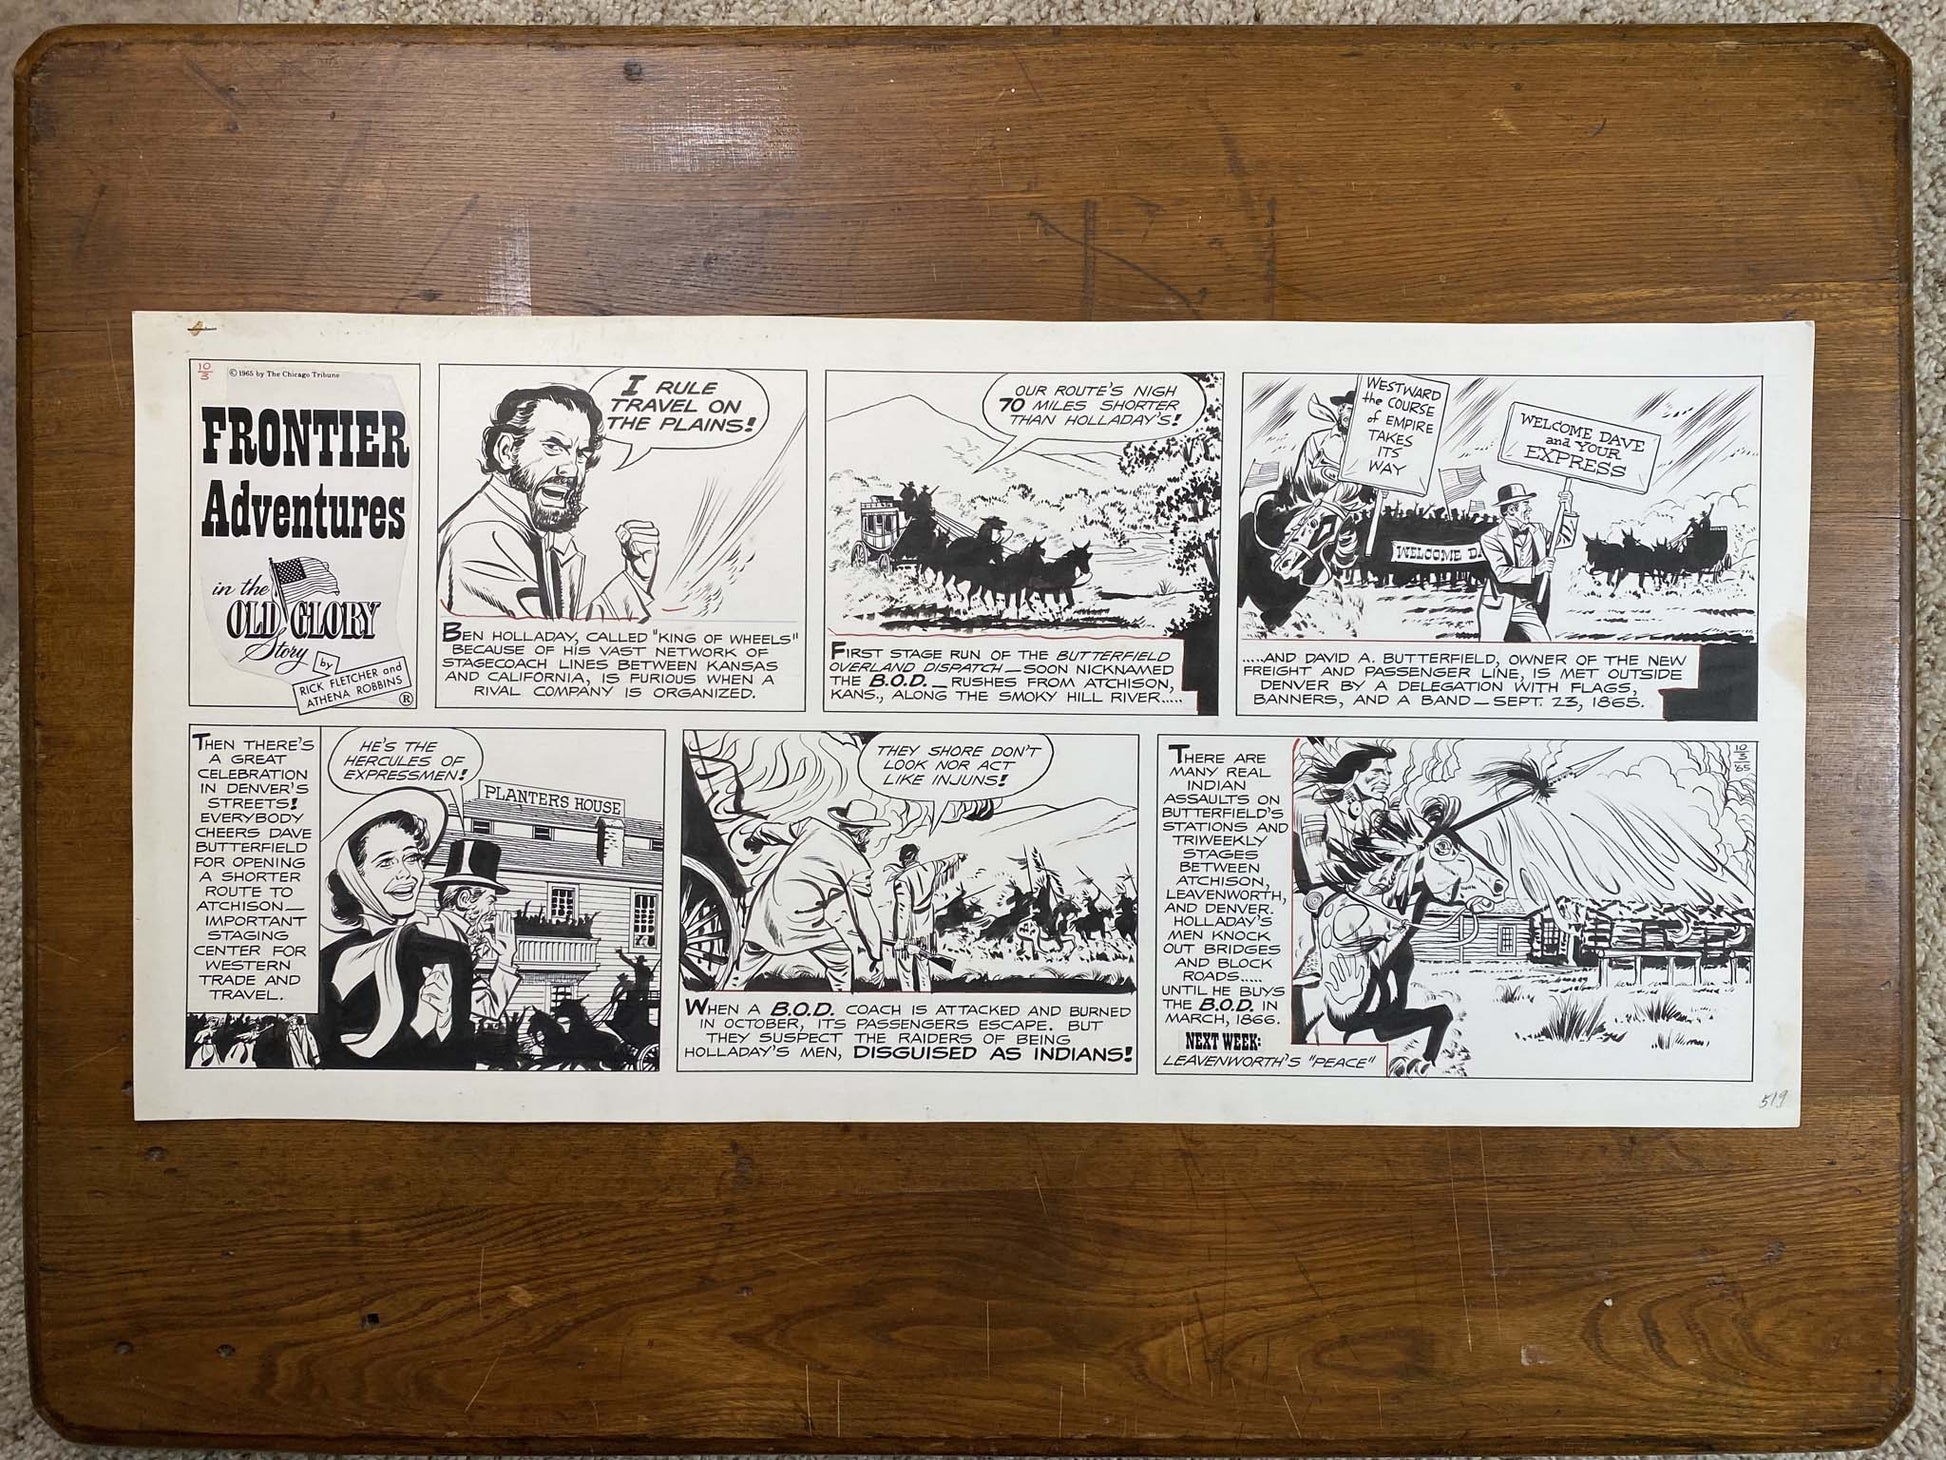 10
3
© 1965 by The Chicago Tribune
FRONTIER
Adventures
in the
OLD GLORY
Story
by
RICK FLETCHER and
ATHENA ROBBINS
®
I RULE
TRAVEL ON
THE PLAINS!
BEN HOLLADAY, CALLED "KING OF WHEELS"
BECAUSE OF HIS VAST NETWORK OF
STAGECOACH LINES BETWEEN KANSAS
AND CALIFORNIA, IS FURIOUS WHEN A
RIVAL COMPANY IS ORGANIZED.
OUR ROUTE'S NIGH
70 MILES SHORTER
THAN HOLLADAY'S!
FIRST STAGE RUN OF THE BUTTERFIELD
OVERLAND DISPATCH—SOON NICKNAMED
THE B.O.D.—RUSHES FROM ATCHISON,
KANS., ALONG THE SMOKY HILL RIVER.....
WESTWARD
the COURSE
of EMPIRE
TAKES
ITS
WAY
WELCOME DAVE
and YOUR
EXPRESS
WELCOME DA
....AND DAVID A. BUTTERFIELD, OWNER OF THE NEW
FREIGHT AND PASSENGER LINE, IS MET OUTSIDE
DENVER BY A DELEGATION WITH FLAGS,
BANNERS, AND A BAND—SEPT. 23, 1865.
THEN THERE'S
A GREAT
CELEBRATION
IN DENVER'S
STREETS!
EVERYBODY
CHEERS DAVE
BUTTERFIELD
FOR OPENING
A SHORTER
ROUTE TO
ATCHISON—
IMPORTANT
STAGING
CENTER FOR
WESTERN
TRADE AND
TRAVEL.
HE'S THE
HERCULES OF
EXPRESSMEN!
PLANTERS HOUSE
THEY SHORE DON'T
LOOK NOR ACT
LIKE INJUNS!
WHEN A B.O.D. COACH IS ATTACKED AND BURNED
IN OCTOBER, ITS PASSENGERS ESCAPE. BUT
THEY SUSPECT THE RAIDERS OF BEING
HOLLADAY'S MEN, DISGUISED AS INDIANS!
THERE ARE
MANY REAL
INDIAN
ASSAULTS ON
BUTTERFIELD'S
STATIONS AND
TRIWEEKLY
STAGES
BETWEEN
ATCHISON,
LEAVENWORTH,
AND DENVER.
HOLLADAY'S
MEN KNOCK
OUT BRIDGES
AND BLOCK
ROADS.....
UNTIL HE BUYS
THE B.O.D. IN
MARCH, 1866.
NEXT WEEK:
LEAVENWORTH'S "PEACE"
10
3
'65
519